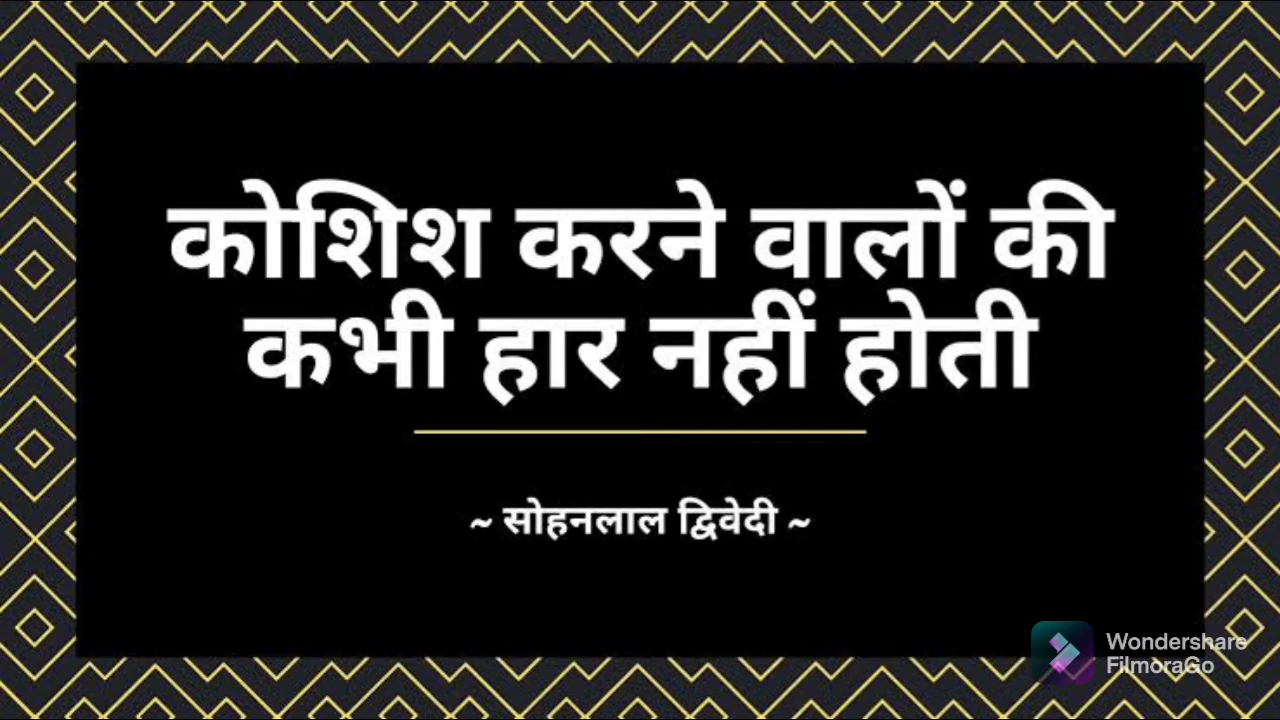 कोशिश करने वालों की
कभी हार नहीं होती
~ सोहनलाल द्विवेदी ~
Wondershare
FilmoraGo